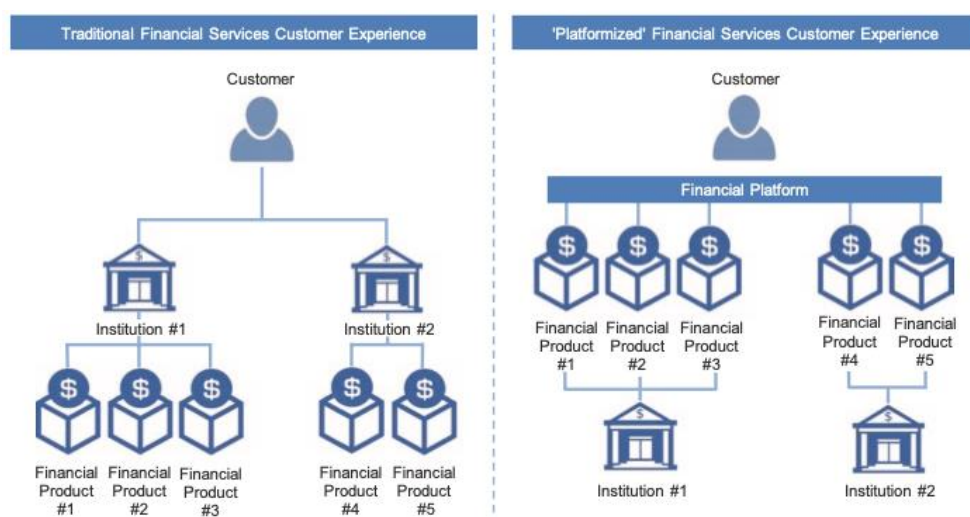 Traditional Financial Services Customer Experience
Customer
$
$
Institution #1
Institution #2
$
$
$
$
$
Financial
Product
#1
Financial
Product
#2
Financial
Product
#3
Financial
Product
#4
Financial
Product
#5
'Platformized' Financial Services Customer Experience
Customer
Financial Platform
$
$
$
$
$
Financial
Product
#1
Financial
Product
#2
Financial
Product
#3
Financial
Product
#4
Financial
Product
#5
$
$
Institution #1
Institution #2